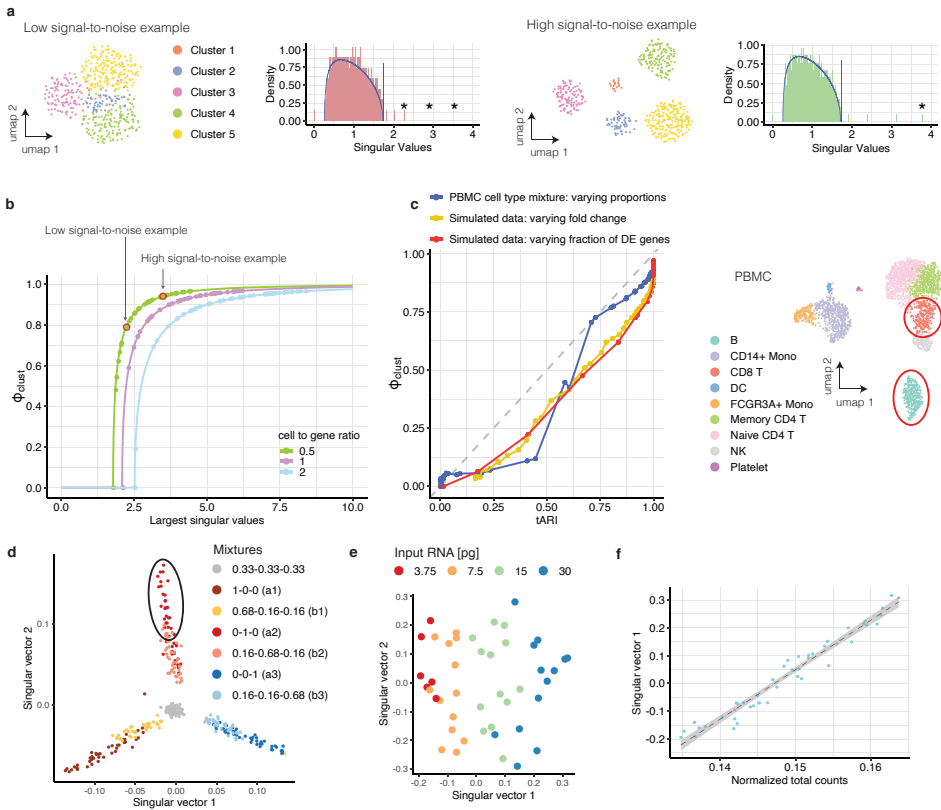 a
Low signal-to-noise example
Cluster 1
Cluster 2
Cluster 3
Cluster 4
Cluster 5
umap 2
umap 1
Density
1.00
0.75
0.50
0.25
0.00
* * *
0 1 2 3 4
Singular Values
High signal-to-noise example
umap 2
umap 1
Density
1.00
0.75
0.50
0.25
0.00
*
0 1 2 3 4
Singular Values
b
Low signal-to-noise example
High signal-to-noise example
Φclust
1.0
0.8
0.6
0.4
0.2
0.0
cell to gene ratio
0.5
1
2
0.0 2.5 5.0 7.5 10.0
Largest singular values
c
PBMC cell type mixture: varying proportions
Simulated data: varying fold change
Simulated data: varying fraction of DE genes
Φclust
1.00
0.75
0.50
0.25
0.00
0.00 0.25 0.50 0.75 1.00
tARI
PBMC
B
CD14+ Mono
CD8 T
DC
FCGR3A+ Mono
Memory CD4 T
Naive CD4 T
NK
Platelet
umap 2
umap 1
d
Mixtures
0.33-0.33-0.33
1-0-0 (a1)
0.68-0.16-0.16 (b1)
0-1-0 (a2)
0.16-0.68-0.16 (b2)
0-0-1 (a3)
0.16-0.16-0.68 (b3)
Singular vector 2
0.1
0.0
-0.10 -0.05 0.00 0.05 0.10
Singular vector 1
e
Input RNA [pg]
3.75 7.5 15 30
Singular vector 2
0.3
0.2
0.1
0.0
-0.1
-0.2
-0.3
-0.2 -0.1 0.0 0.1 0.2 0.3
Singular vector 1
f
Singular vector 1
0.3
0.2
0.1
0.0
-0.1
-0.2
0.14 0.15 0.16
Normalized total counts